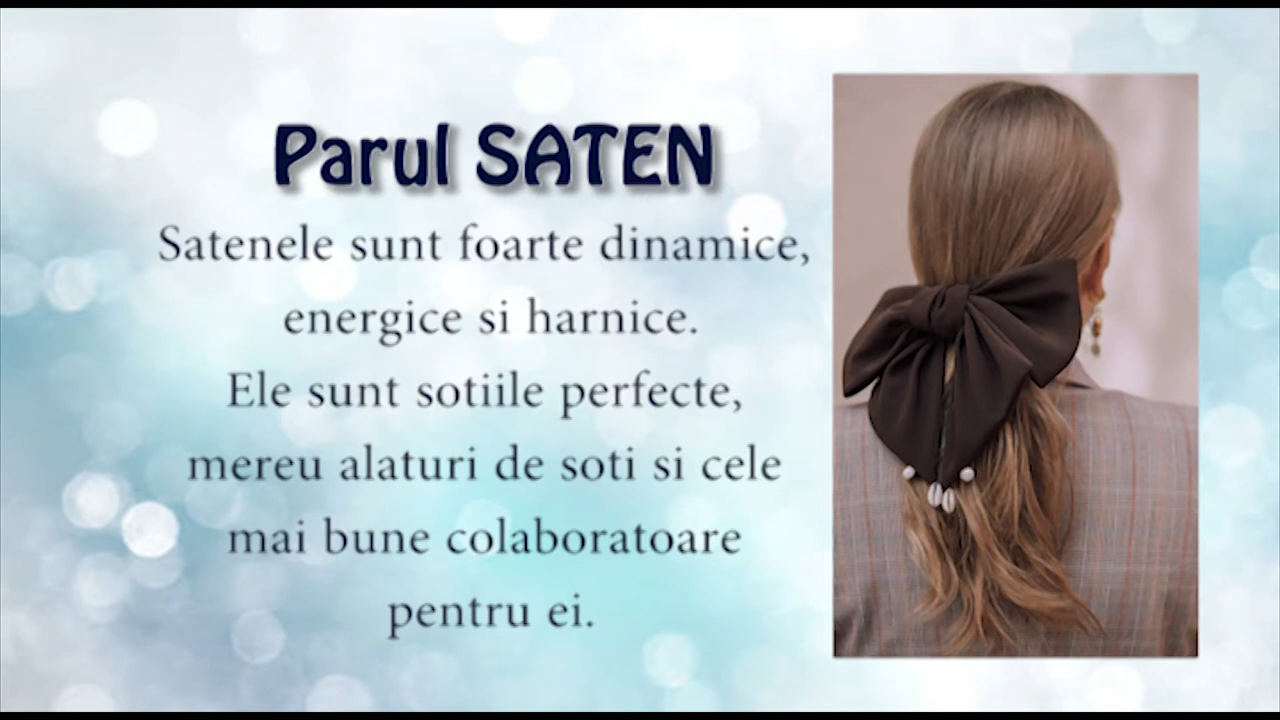 Parul SATEN
Satenele sunt foarte dinamice,
energice si harnice.
Ele sunt sotiile perfecte,
mereu alaturi de soti si cele
mai bune colaboratoare
pentru ei.